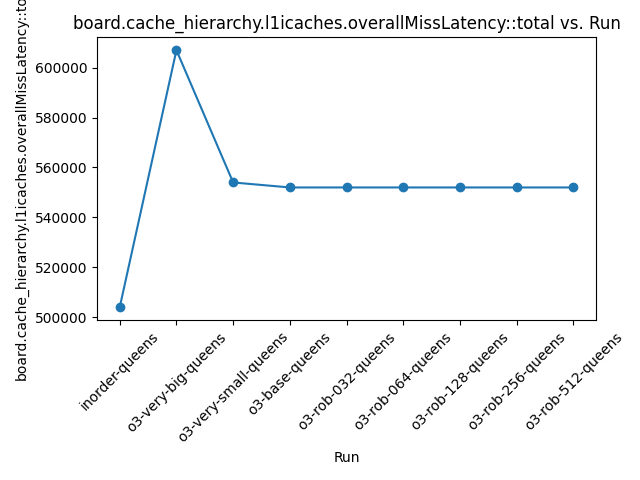 board.cache_hierarchy.l1icaches.overallMissLatency::total vs. Run
board.cache_hierarchy.l1icaches.overallMissLatency::to
600000
580000
560000
540000
520000
500000
inorder-queens
o3-very-big-queens
o3-very-small-queens
o3-base-queens
o3-rob-032-queens
o3-rob-064-queens
o3-rob-128-queens
o3-rob-256-queens
o3-rob-512-queens
Run